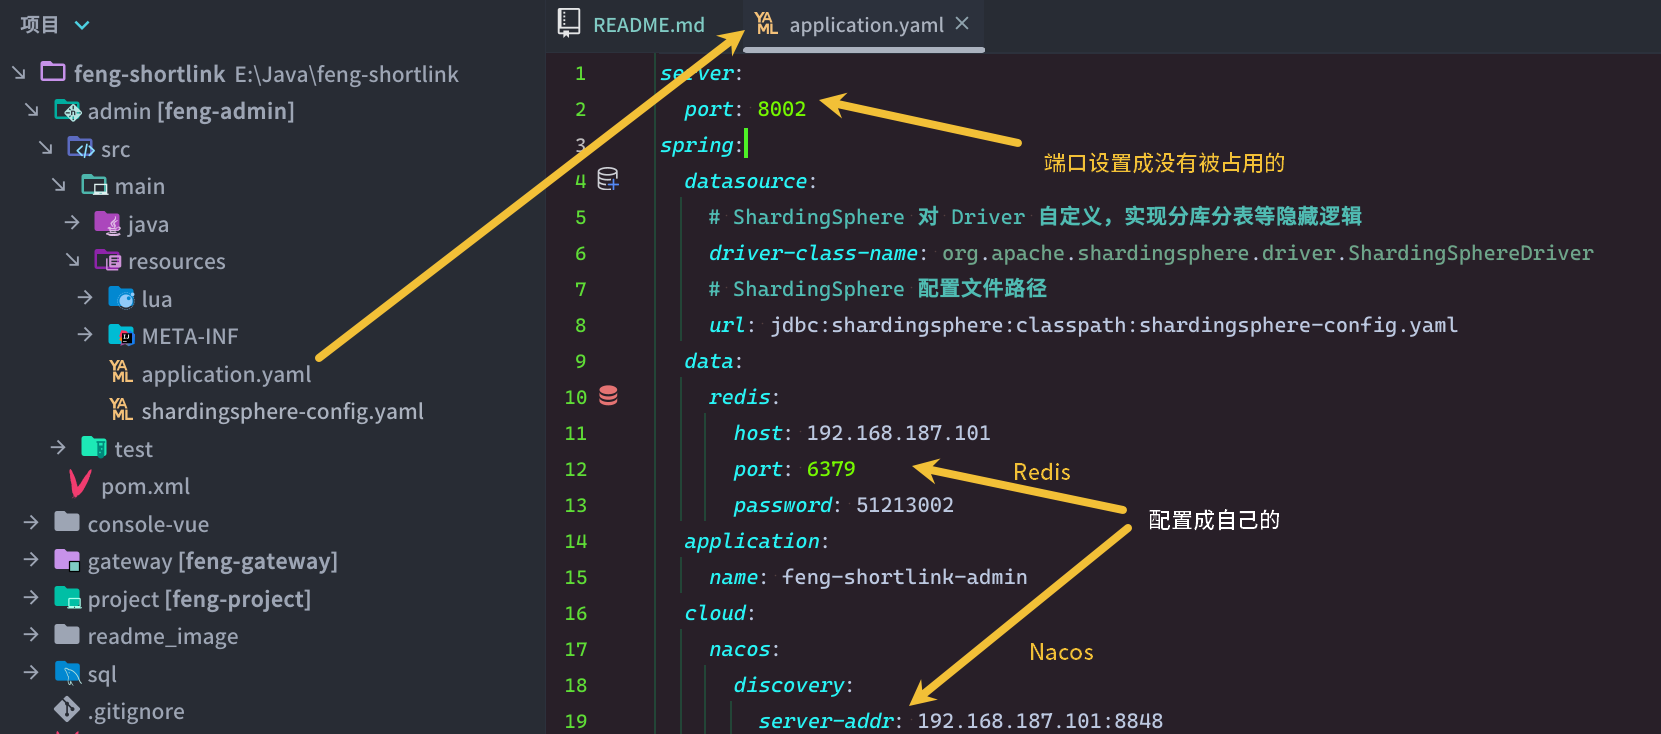 项目
feng-shortlink E:\Java\feng-shortlink
admin [feng-admin]
src
main
java
resources
lua
META-INF
application.yaml
shardingsphere-config.yaml
test
pom.xml
console-vue
gateway [feng-gateway]
project [feng-project]
readme_image
sql
.gitignore
README.md
application.yaml
1 server:
2 port: 8002
端口设置成没有被占用的
3 spring:
4 datasource:
5 # ShardingSphere 对 Driver 自定义，实现分库分表等隐藏逻辑
6 driver-class-name: org.apache.shardingsphere.driver.ShardingSphereDriver
7 # ShardingSphere 配置文件路径
8 url: jdbc:shardingsphere:classpath:shardingsphere-config.yaml
9 data:
10 redis:
11 host: 192.168.187.101
12 port: 6379
Redis
13 password: 51213002
配置成自己的
14 application:
15 name: feng-shortlink-admin
16 cloud:
17 nacos:
Nacos
18 discovery:
19 server-addr: 192.168.187.101:8848